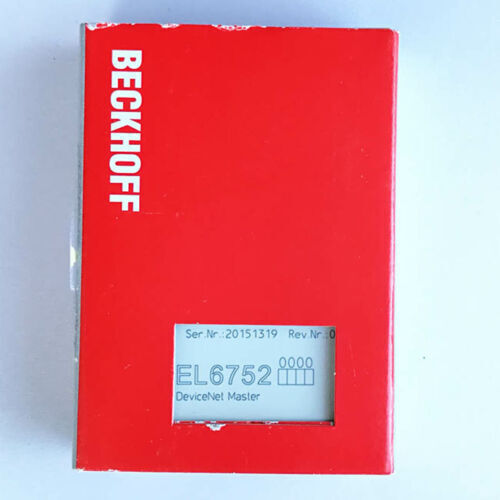 BECKHOFF
Ser.Nr.:20151319 Rev.Nr.:0
0000
EL6752
DeviceNet Master